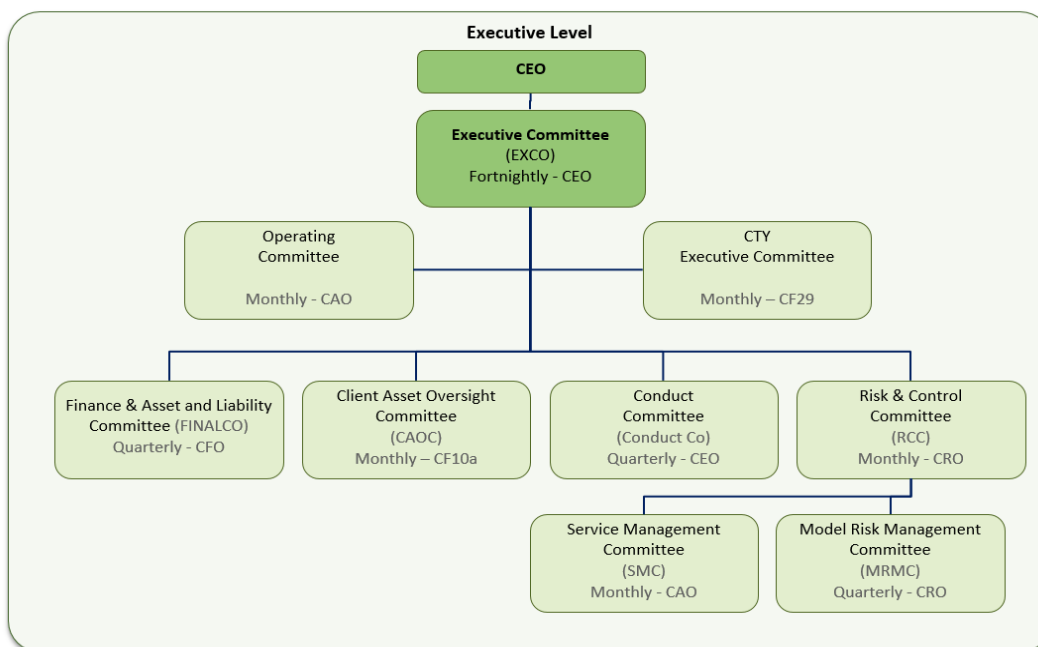 Executive Level
CEO
Executive Committee
(EXCO)
Fortnightly - CEO
Operating
Committee
Monthly - CAO
CTY
Executive Committee
Monthly – CF29
Finance & Asset and Liability
Committee (FINALCO)
Quarterly - CFO
Client Asset Oversight
Committee
(CAOC)
Monthly – CF10a
Conduct
Committee
(Conduct Co)
Quarterly - CEO
Risk & Control
Committee
(RCC)
Monthly - CRO
Service Management
Committee
(SMC)
Monthly - CAO
Model Risk Management
Committee
(MRMC)
Quarterly - CRO